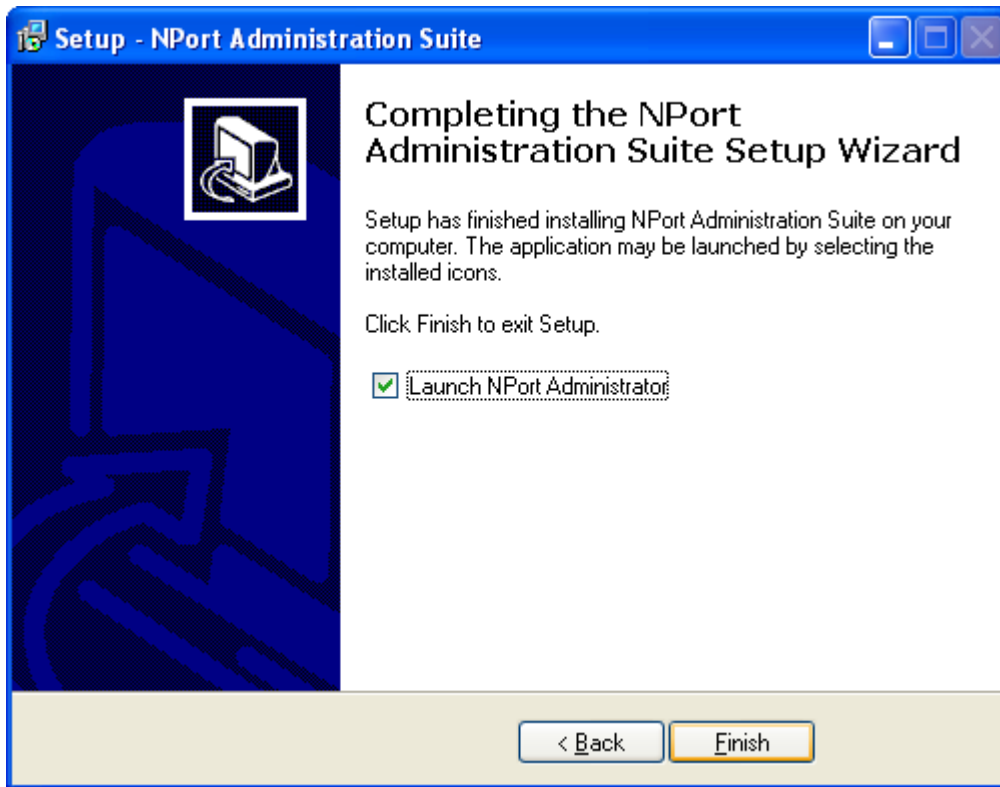 Setup - NPort Administration Suite
Completing the NPort
Administration Suite Setup Wizard
Setup has finished installing NPort Administration Suite on your
computer. The application may be launched by selecting the
installed icons.
Click Finish to exit Setup.
Launch NPort Administrator
< Back
Finish